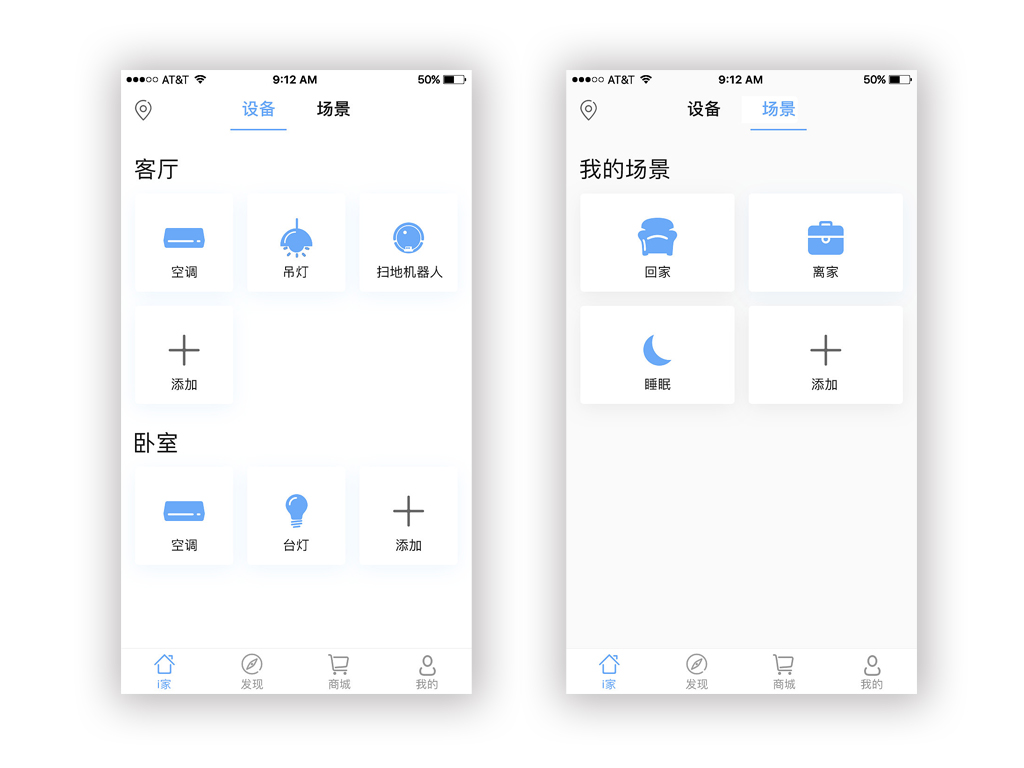 AT&T 9:12 AM 50%
设备 场景
客厅
空调 吊灯 扫地机器人
添加
卧室
空调 台灯 添加
i家 发现 商城 我的
AT&T 9:12 AM 50%
设备 场景
我的场景
回家 离家
睡眠 添加
i家 发现 商城 我的